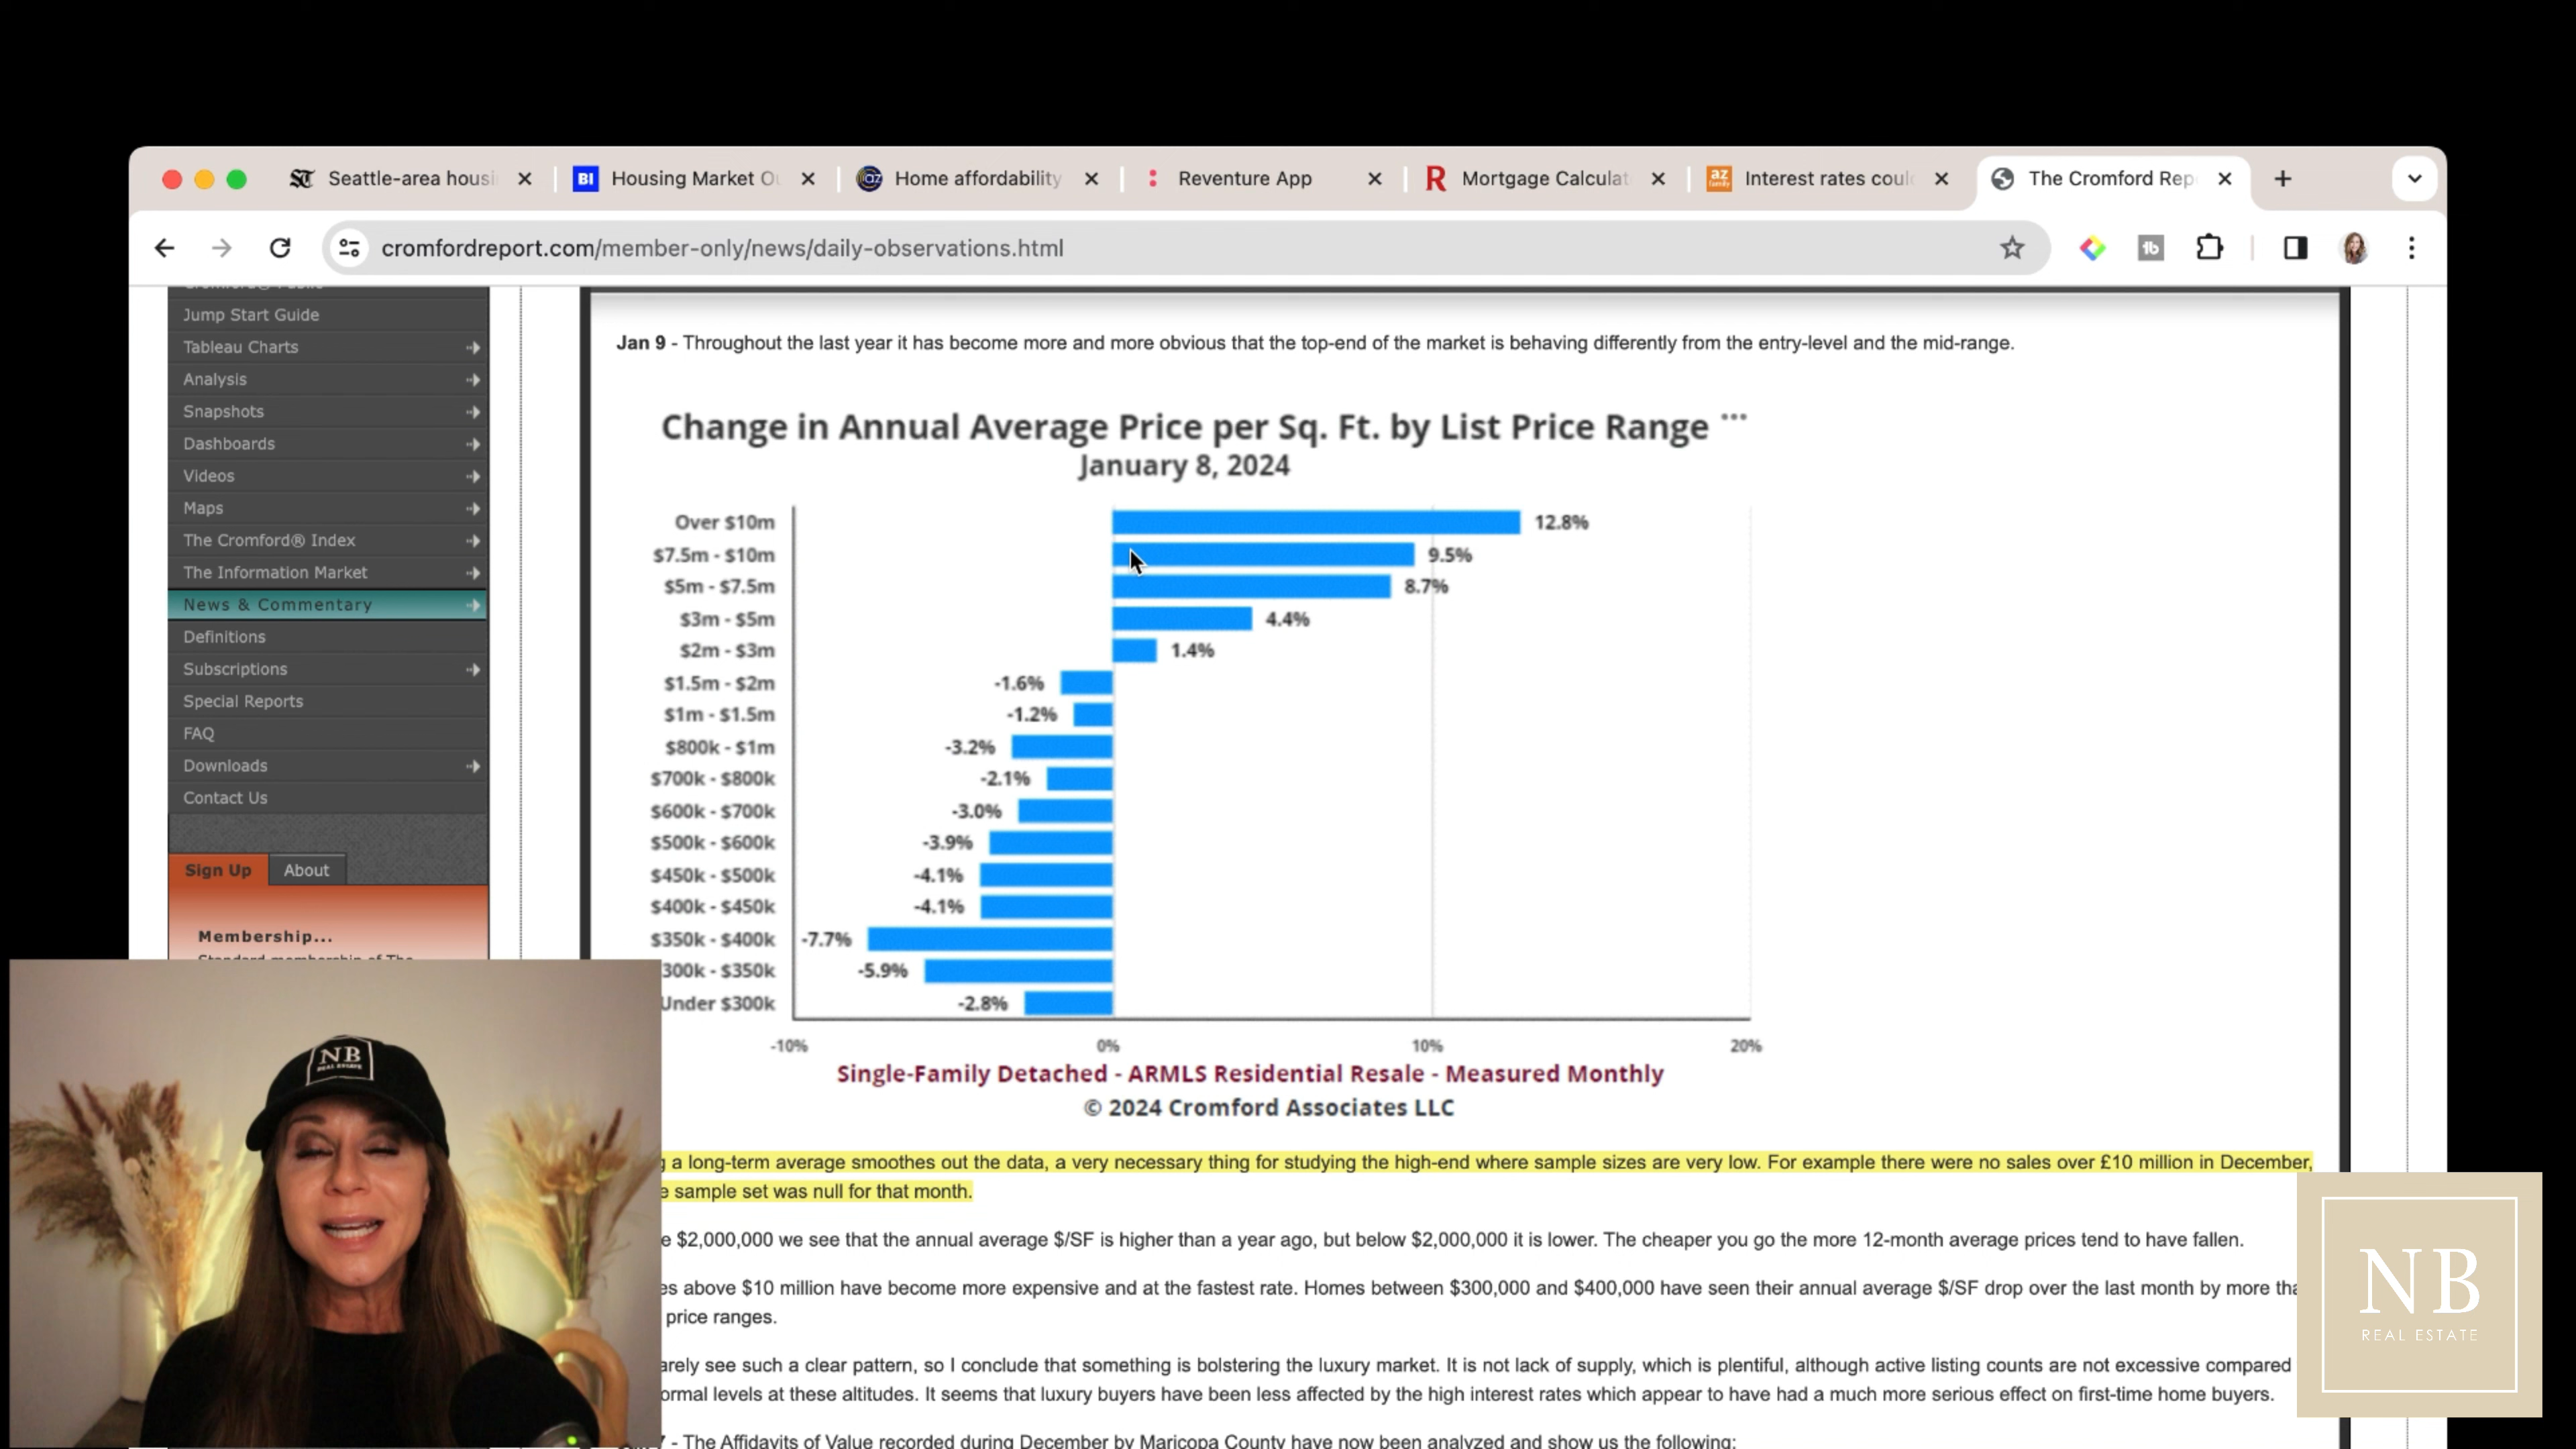 Seattle-area housi
BI Housing Market Ou
Home affordability
Reventure App
R Mortgage Calculat
az family Interest rates coul
The Cromford Rep
cromfordreport.com/member-only/news/daily-observations.html
Jump Start Guide
Tableau Charts
Analysis
Snapshots
Dashboards
Videos
Maps
The Cromford® Index
The Information Market
News & Commentary
Definitions
Subscriptions
Special Reports
FAQ
Downloads
Contact Us
Sign Up About
Membership...
Standard membership of The
Jan 9 - Throughout the last year it has become more and more obvious that the top-end of the market is behaving differently from the entry-level and the mid-range.
Change in Annual Average Price per Sq. Ft. by List Price Range
January 8, 2024
Over $10m 12.8%
$7.5m - $10m 9.5%
$5m - $7.5m 8.7%
$3m - $5m 4.4%
$2m - $3m 1.4%
$1.5m - $2m -1.6%
$1m - $1.5m -1.2%
$800k - $1m -3.2%
$700k - $800k -2.1%
$600k - $700k -3.0%
$500k - $600k -3.9%
$450k - $500k -4.1%
$400k - $450k -4.1%
$350k - $400k -7.7%
300k - $350k -5.9%
Under $300k -2.8%
-10% 0% 10% 20%
Single-Family Detached - ARMLS Residential Resale - Measured Monthly
© 2024 Cromford Associates LLC
g a long-term average smoothes out the data, a very necessary thing for studying the high-end where sample sizes are very low. For example there were no sales over £10 million in December,
e sample set was null for that month.
e $2,000,000 we see that the annual average $/SF is higher than a year ago, but below $2,000,000 it is lower. The cheaper you go the more 12-month average prices tend to have fallen.
es above $10 million have become more expensive and at the fastest rate. Homes between $300,000 and $400,000 have seen their annual average $/SF drop over the last month by more tha
price ranges.
arely see such a clear pattern, so I conclude that something is bolstering the luxury market. It is not lack of supply, which is plentiful, although active listing counts are not excessive compared
ormal levels at these altitudes. It seems that luxury buyers have been less affected by the high interest rates which appear to have had a much more serious effect on first-time home buyers.
- The Affidavits of Value recorded during December by Maricopa County have now been analyzed and show us the following:
NB
REAL ESTATE
NB
REAL ESTATE